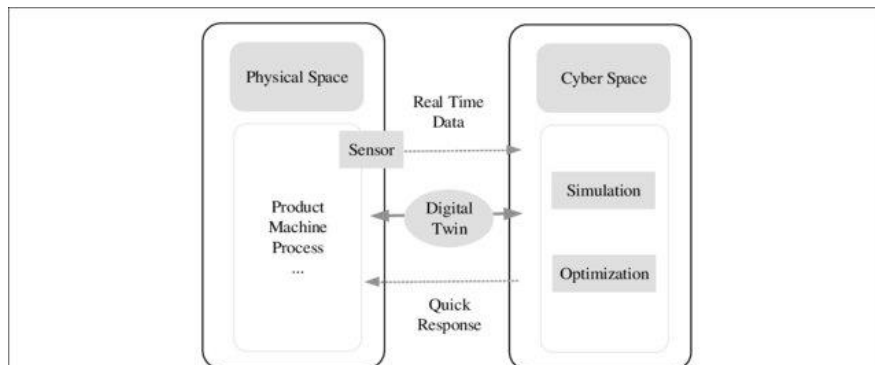 Physical Space
Cyber Space
Real Time
Data
Sensor
Simulation
Product
Machine
Process
...
Digital
Twin
Optimization
Quick
Response